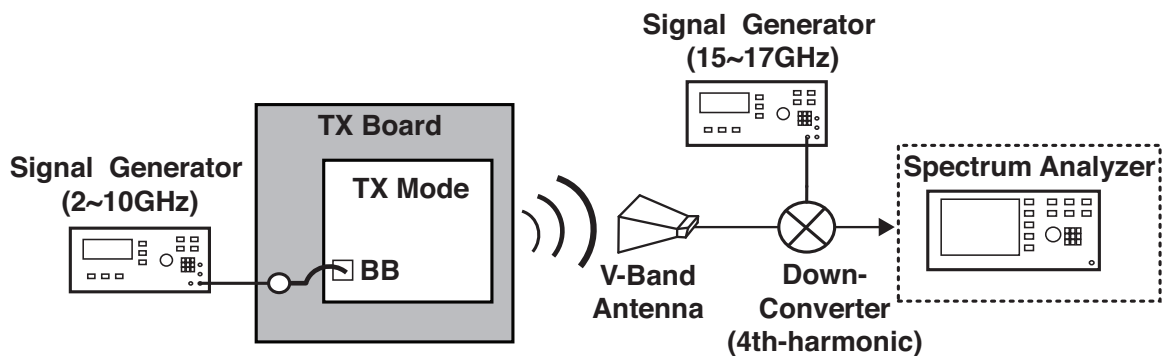 Signal Generator
(15~17GHz)
TX Board
Signal Generator
(2~10GHz)
TX Mode
BB
V-Band
Antenna
Down-
Converter
(4th-harmonic)
Spectrum Analyzer